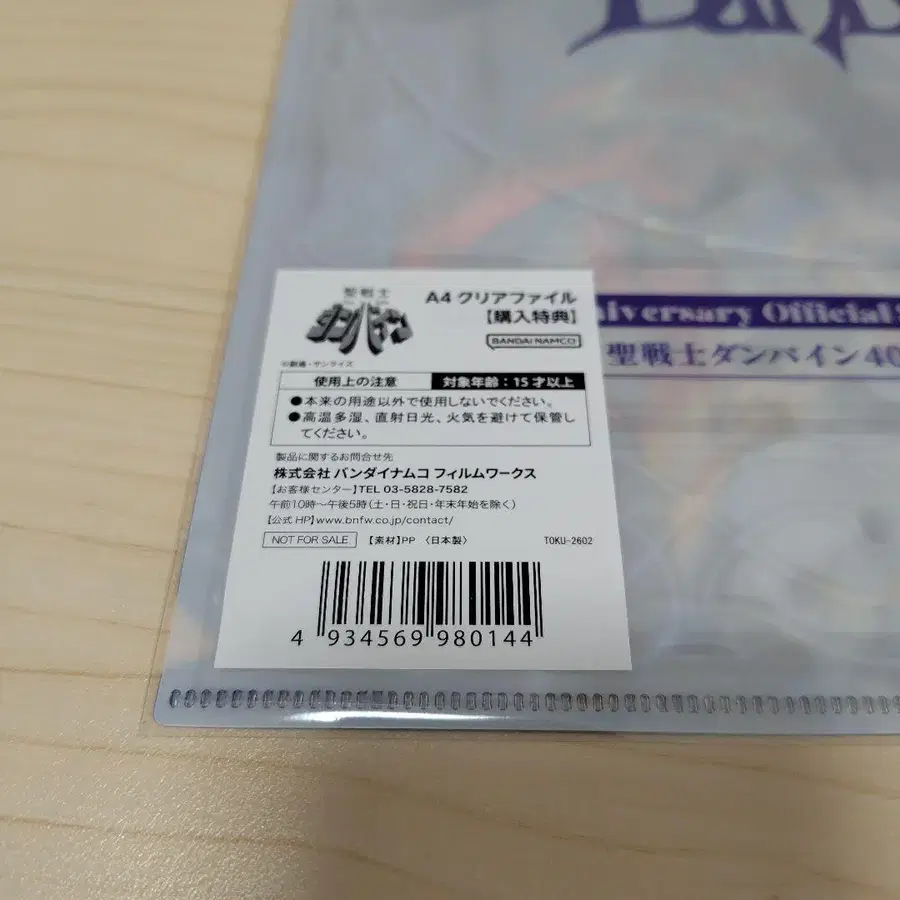 聖戦士
ダンバイン
©創通・サンライズ
A4 クリアファイル
【購入特典】
BANDAI NAMCO
使用上の注意
対象年齢：15才以上
●本来の用途以外で使用しないでください。
●高温多湿、直射日光、火気を避けて保管し
てください。
製品に関するお問合せ先
株式会社 バンダイナムコ フィルムワークス
【お客様センター】TEL 03-5828-7582
午前10時～午後5時（土・日・祝日・年末年始を除く）
【公式 HP】www.bnfw.co.jp/contact/
NOT FOR SALE 【素材】PP 〈日本製〉 TOKU-2602
4 934569 980144
niversary Official
聖戦士ダンバイン40